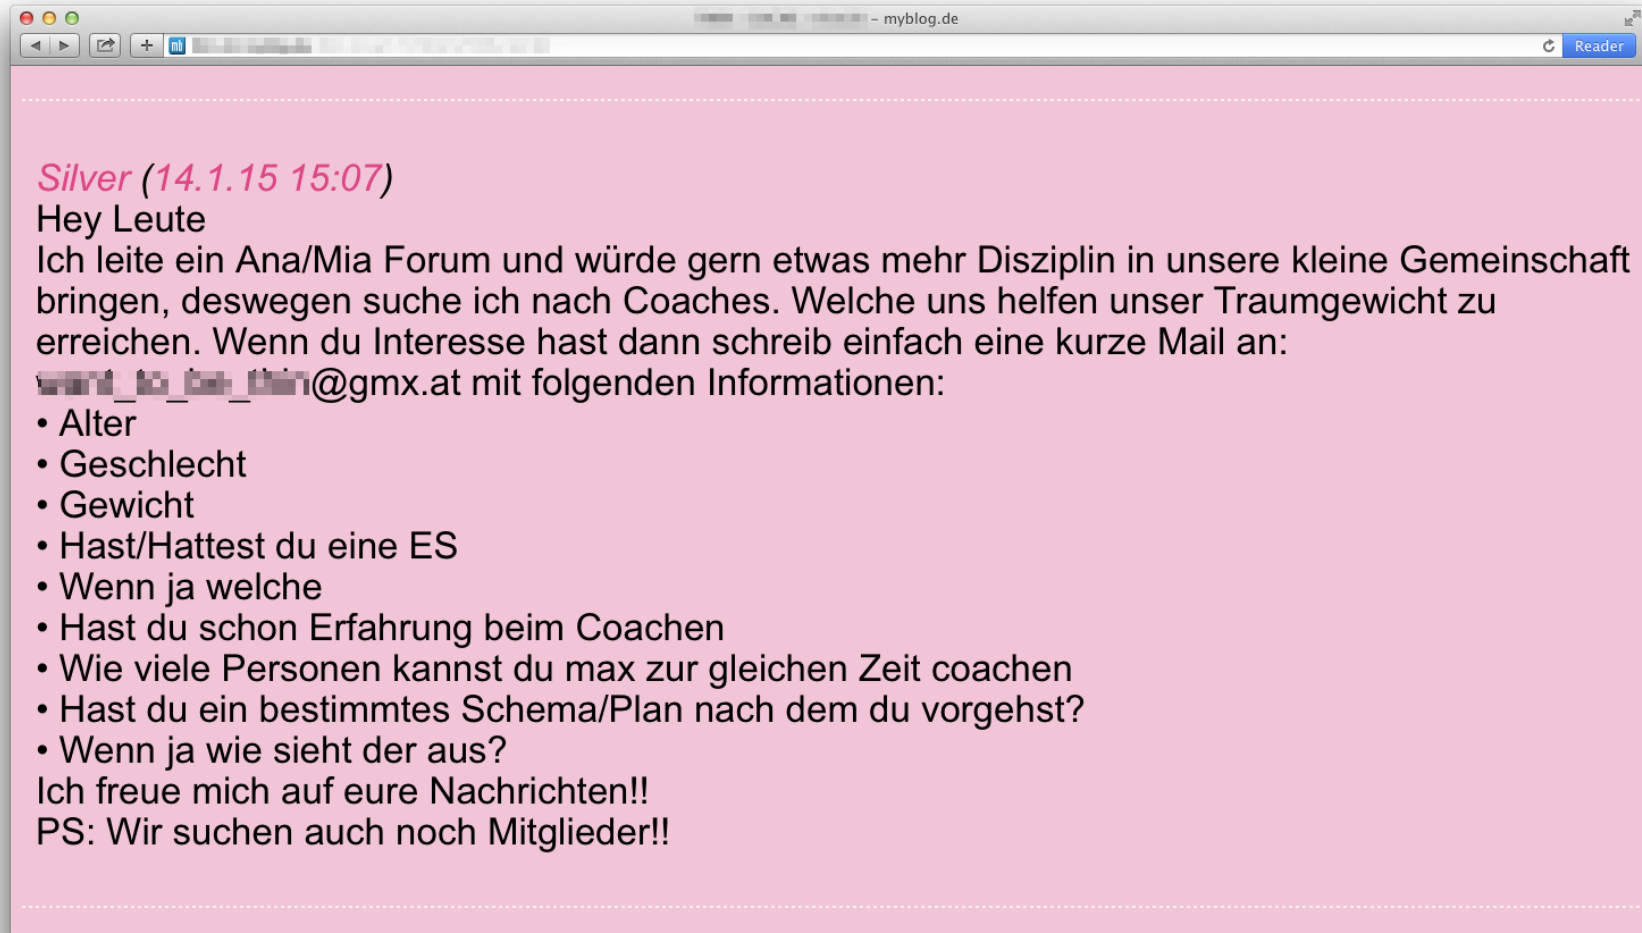 – myblog.de
Reader
Silver (14.1.15 15:07)
Hey Leute
Ich leite ein Ana/Mia Forum und würde gern etwas mehr Disziplin in unsere kleine Gemeinschaft
bringen, deswegen suche ich nach Coaches. Welche uns helfen unser Traumgewicht zu
erreichen. Wenn du Interesse hast dann schreib einfach eine kurze Mail an:
@gmx.at mit folgenden Informationen:
• Alter
• Geschlecht
• Gewicht
• Hast/Hattest du eine ES
• Wenn ja welche
• Hast du schon Erfahrung beim Coachen
• Wie viele Personen kannst du max zur gleichen Zeit coachen
• Hast du ein bestimmtes Schema/Plan nach dem du vorgehst?
• Wenn ja wie sieht der aus?
Ich freue mich auf eure Nachrichten!!
PS: Wir suchen auch noch Mitglieder!!